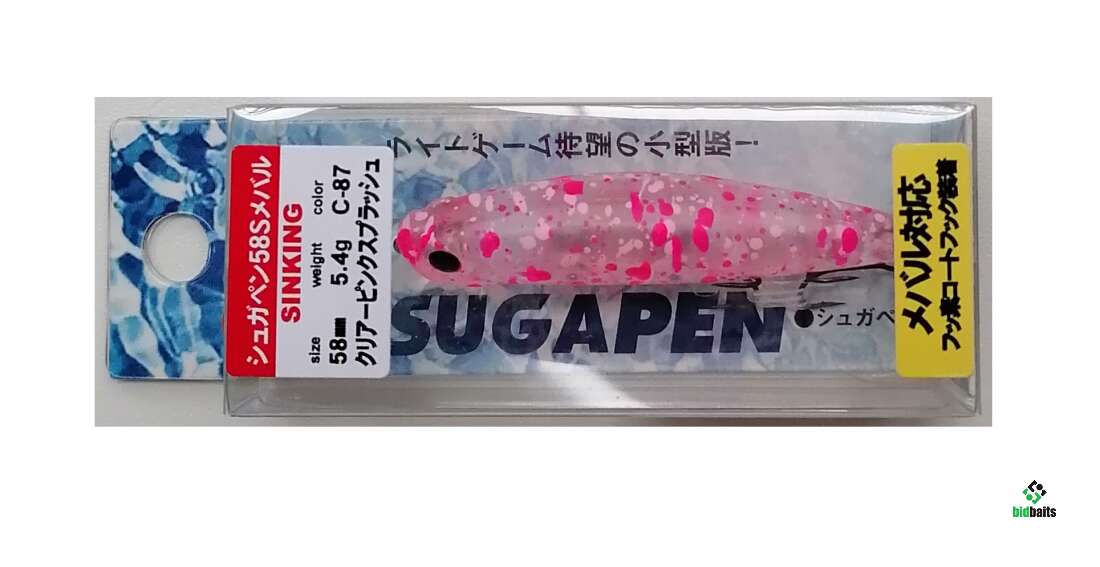 シュガペン58Sメバル
SINKING
size weight color
58mm 5.4g C-87
クリアーピンクスプラッシュ
ライトゲーム待望の小型版!
SUGAPEN
●シュガペ
メバル対応
フッ素コートフック搭載
bidbaits